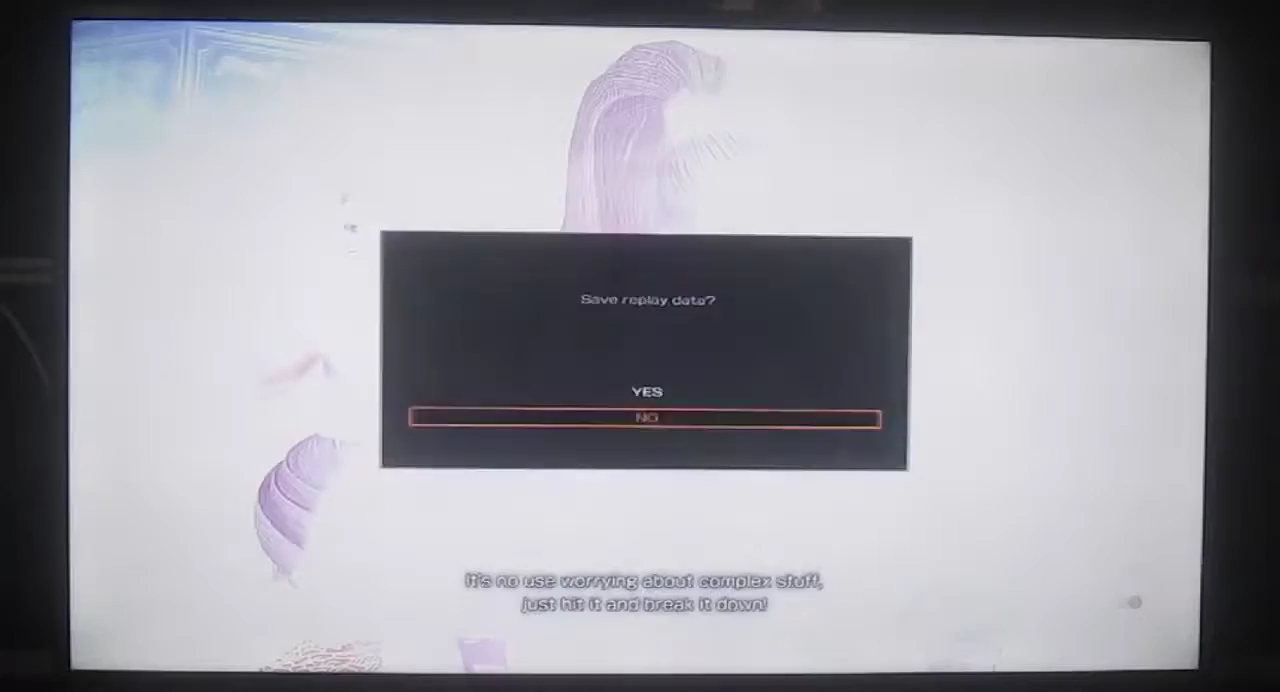 Save replay data?
YES
NO
It's no use worrying about complex stuff,
just hit it and break it down!